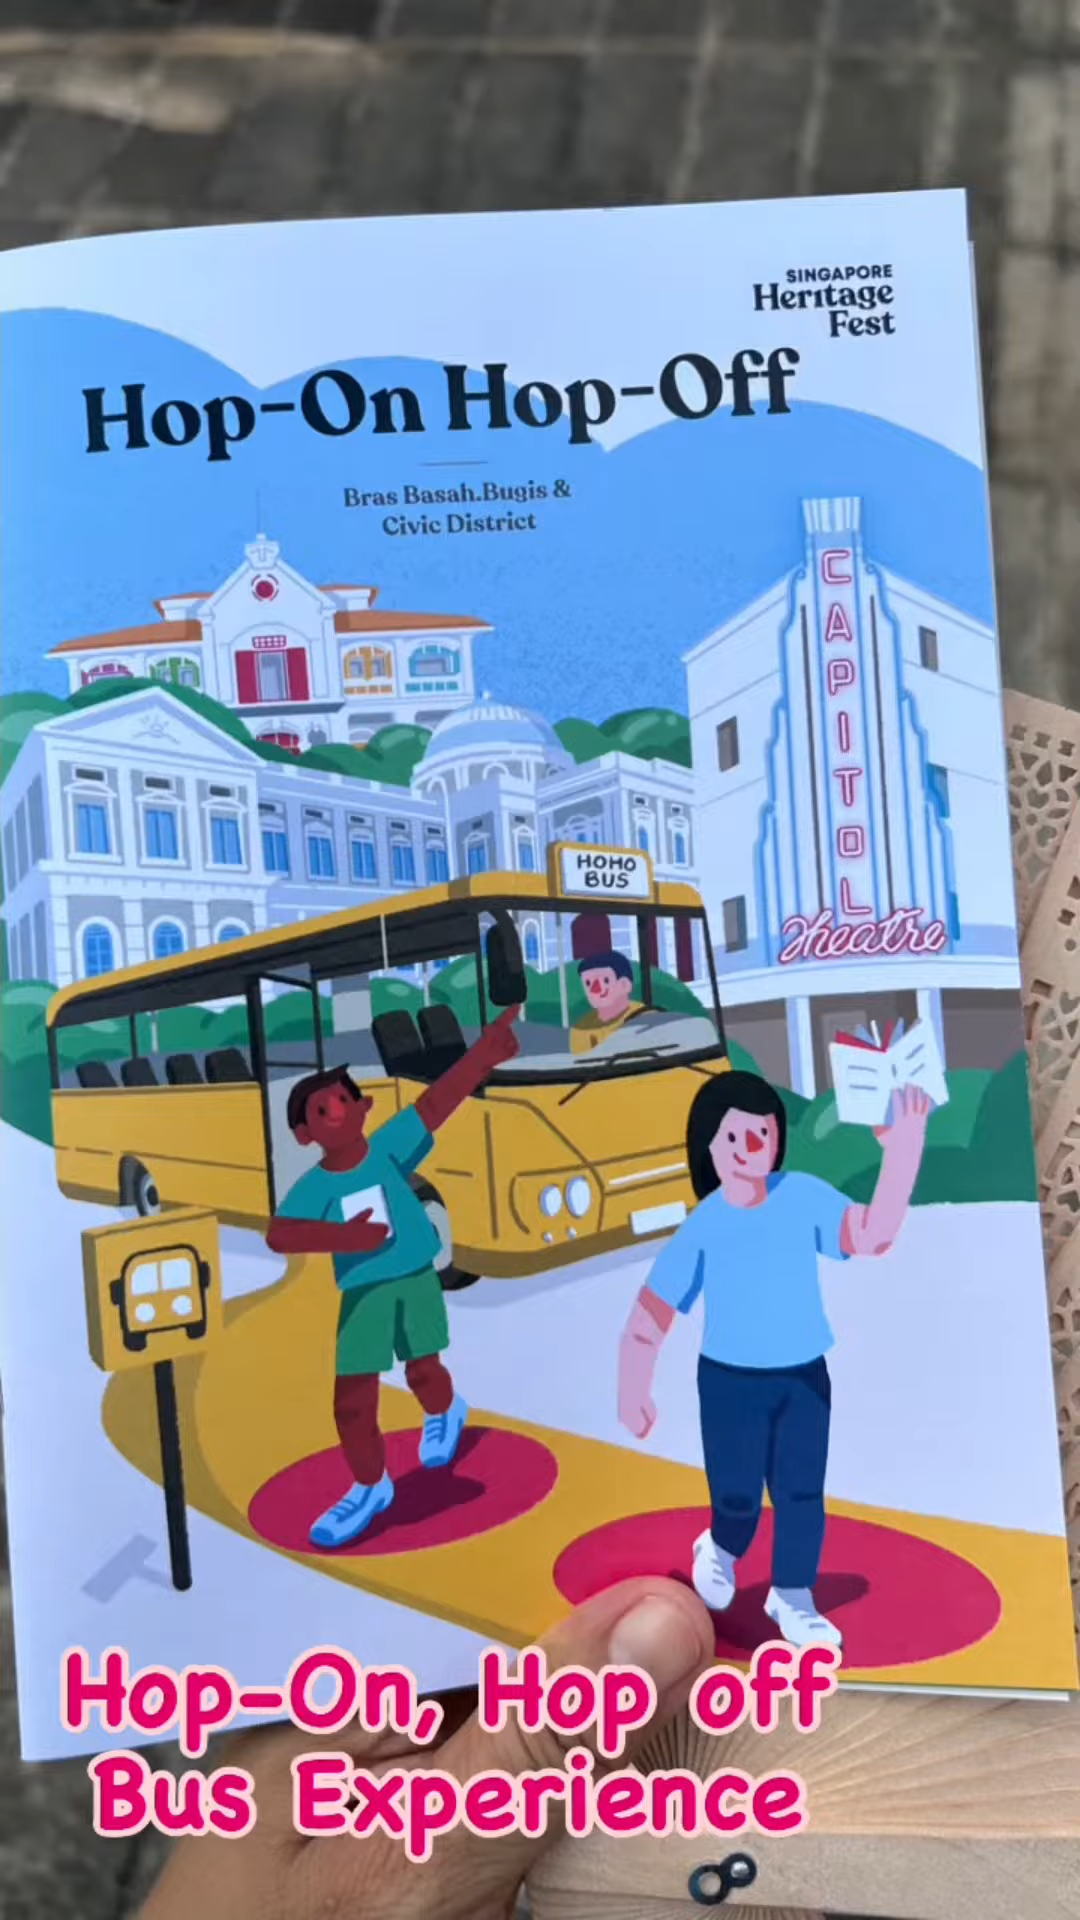 SINGAPORE
Heritage
Fest
Hop-On Hop-Off
Bras Basah.Bugis &
Civic District
CAPITOL
Theatre
HOHO
BUS
Hop-On, Hop off
Bus Experience